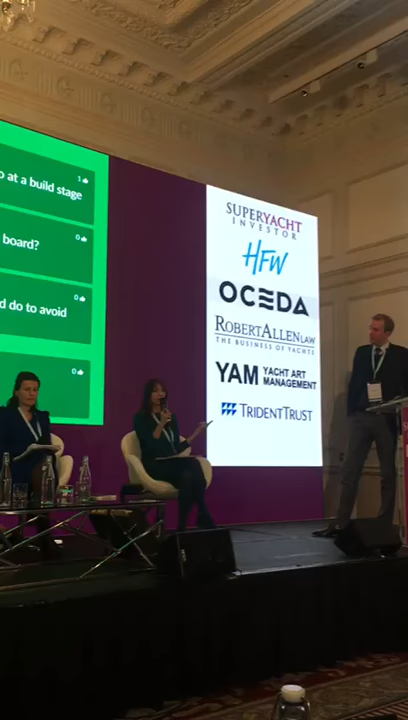 o at a build stage
1
board?
0
d do to avoid
0
0
SUPERYACHT
INVESTOR
HFW
OCEDA
ROBERTALLENLAW
THE BUSINESS OF YACHTS
YAM YACHT ART
MANAGEMENT
TRIDENTTRUST